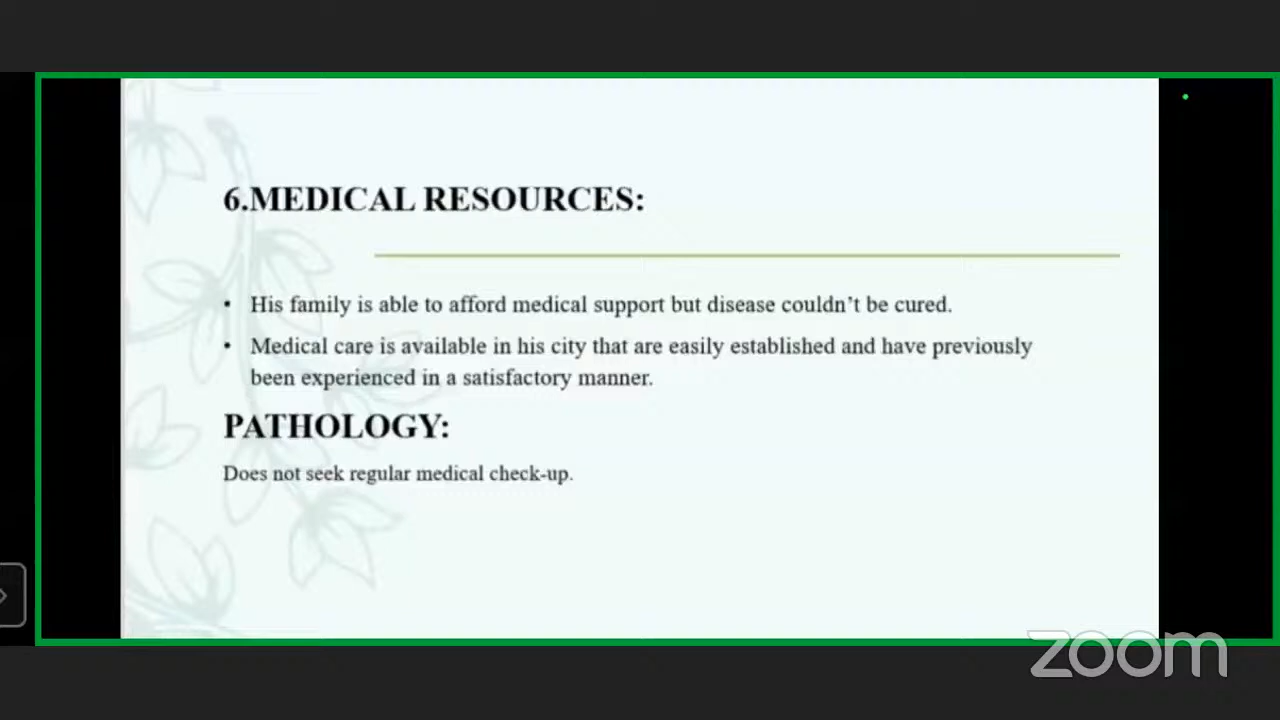 6.MEDICAL RESOURCES:
• His family is able to afford medical support but disease couldn't be cured.
• Medical care is available in his city that are easily established and have previously
been experienced in a satisfactory manner.
PATHOLOGY:
Does not seek regular medical check-up.
zoom